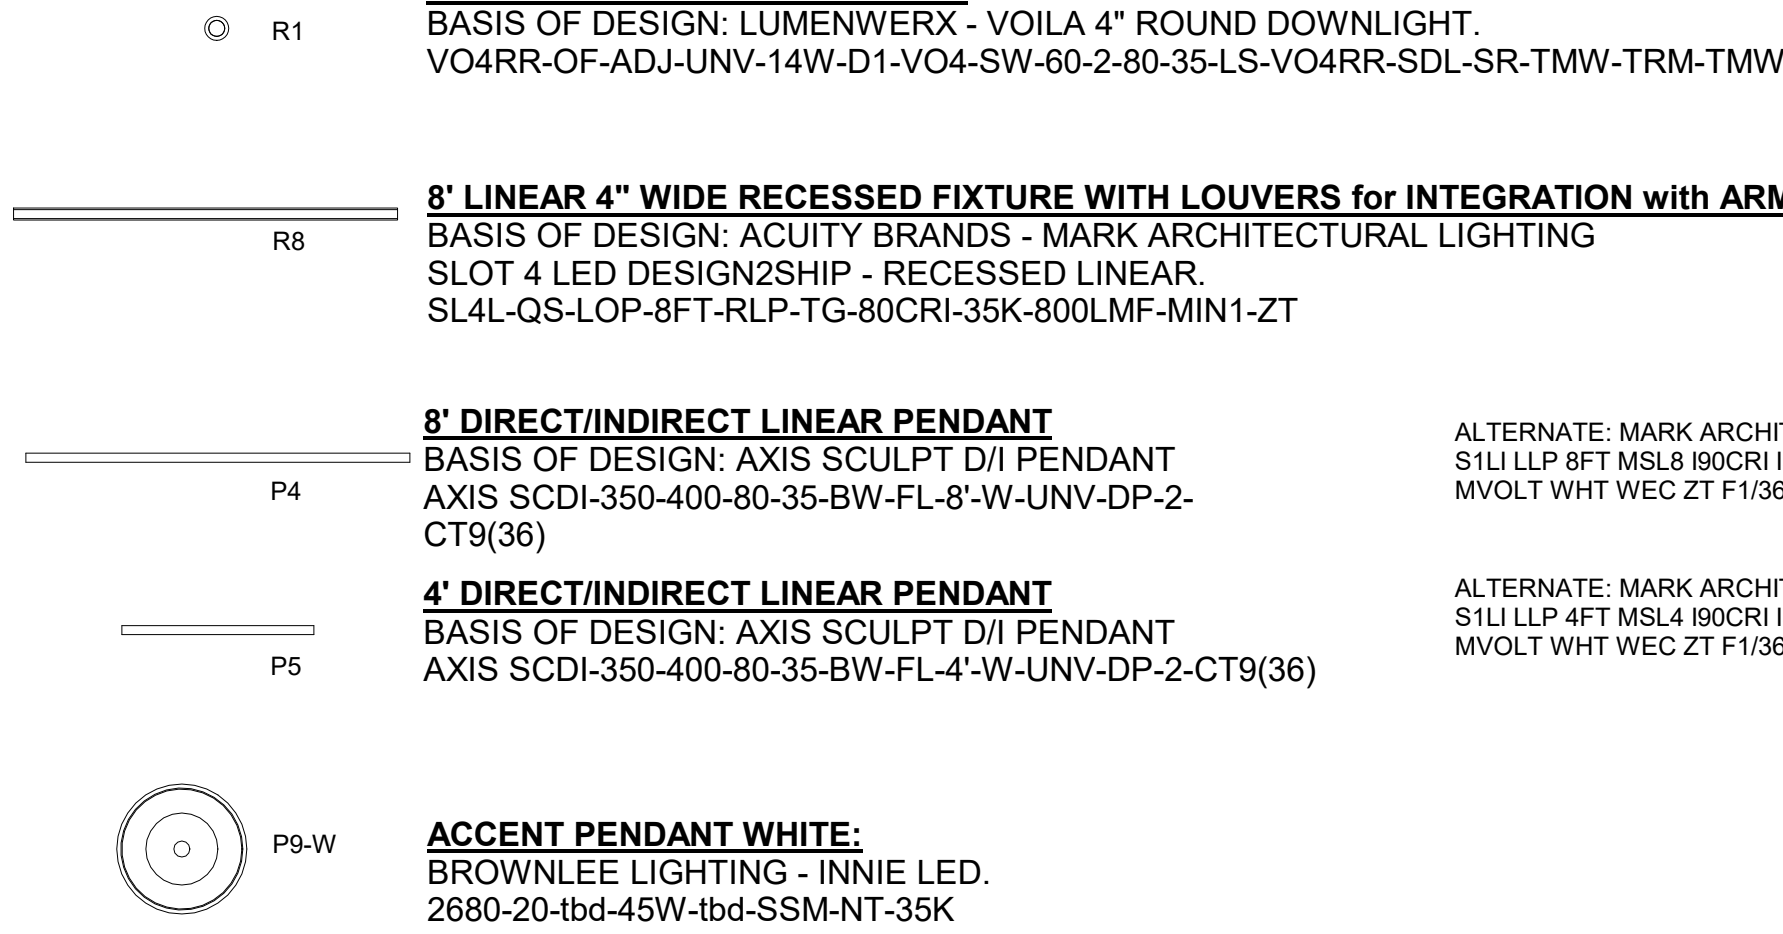 R1
BASIS OF DESIGN: LUMENWERX - VOILA 4" ROUND DOWNLIGHT.
VO4RR-OF-ADJ-UNV-14W-D1-VO4-SW-60-2-80-35-LS-VO4RR-SDL-SR-TMW-TRM-TMW
8' LINEAR 4" WIDE RECESSED FIXTURE WITH LOUVERS for INTEGRATION with
R8
BASIS OF DESIGN: ACUITY BRANDS - MARK ARCHITECTURAL LIGHTING
SLOT 4 LED DESIGN2SHIP - RECESSED LINEAR.
SL4L-QS-LOP-8FT-RLP-TG-80CRI-35K-800LMF-MIN1-ZT
8' DIRECT/INDIRECT LINEAR PENDANT
BASIS OF DESIGN: AXIS SCULPT D/I PENDANT
P4
AXIS SCDI-350-400-80-35-BW-FL-8'-W-UNV-DP-2-
CT9(36)
ALTERNATE: MARK
S1LI LLP 8FT MSL8 I90CRI
MVOLT WHT WEC ZT F1/36
4' DIRECT/INDIRECT LINEAR PENDANT
BASIS OF DESIGN: AXIS SCULPT D/I PENDANT
P5
AXIS SCDI-350-400-80-35-BW-FL-4'-W-UNV-DP-2-CT9(36)
ALTERNATE: MARK
S1LI LLP 4FT MSL4 I90CRI
MVOLT WHT WEC ZT F1/36
P9-W
ACCENT PENDANT WHITE:
BROWNLEE LIGHTING - INNIE LED.
2680-20-tbd-45W-tbd-SSM-NT-35K